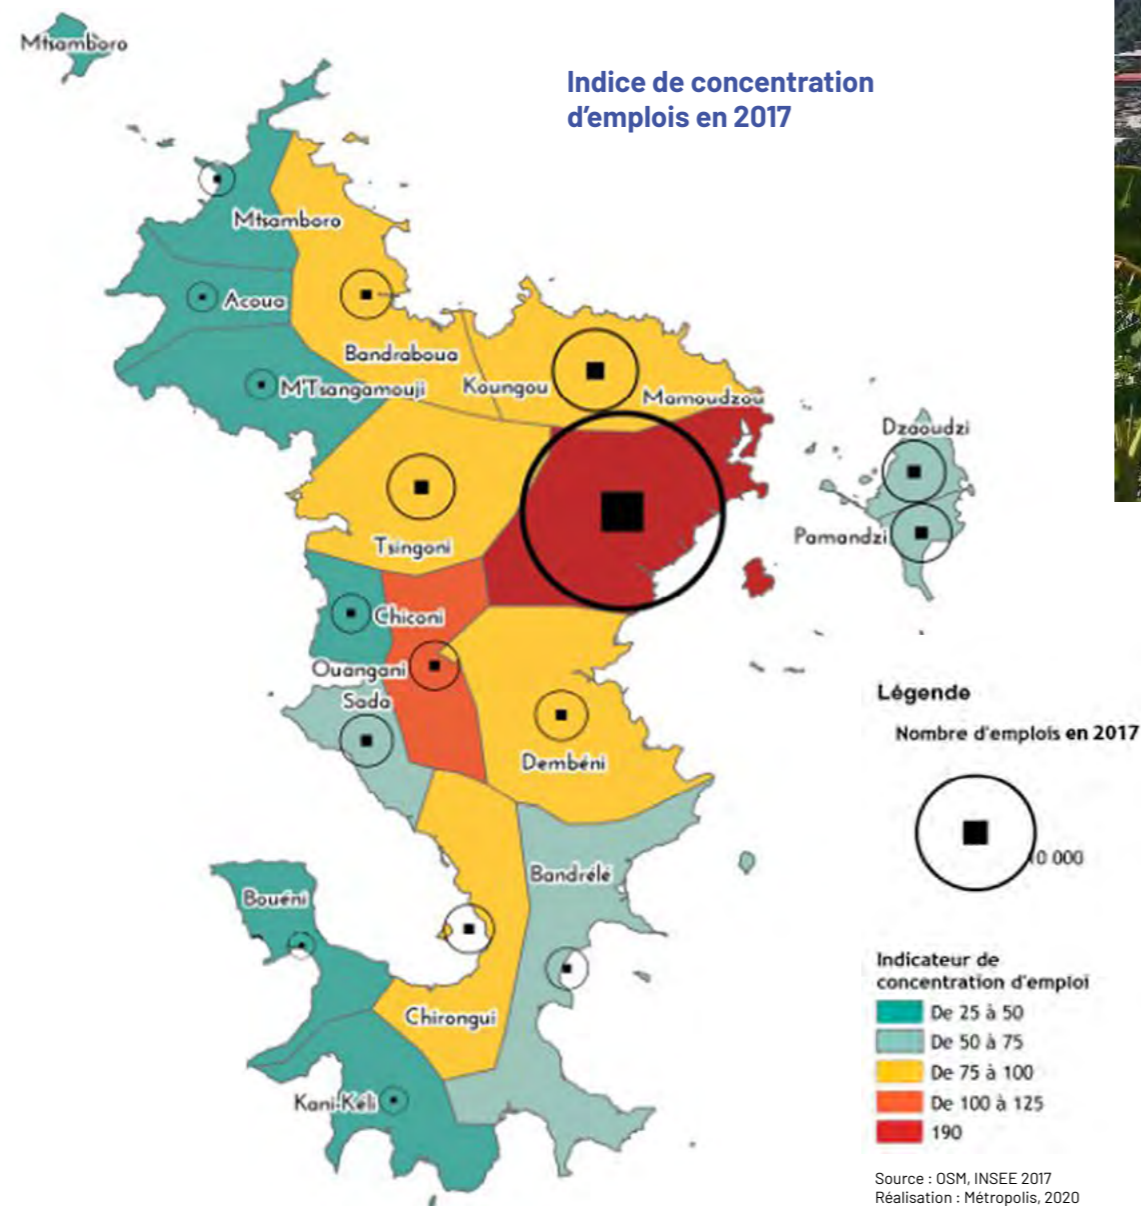 Mtsamboro
Indice de concentration
d'emplois en 2017
Mtsamboro
Acoua
Bandraboua
M'Tsangamouji
Koungou
Mamoudzou
Dzaoudzi
Pamandzi
Tsingoni
Chiconi
Ouangani
Sada
Dembéni
Bandrélé
Bouéni
Chirongui
Kani-Kéli
Légende
Nombre d'emplois en 2017
10 000
Indicateur de
concentration d'emploi
De 25 à 50
De 50 à 75
De 75 à 100
De 100 à 125
190
Source : OSM, INSEE 2017
Réalisation : Métropolis, 2020